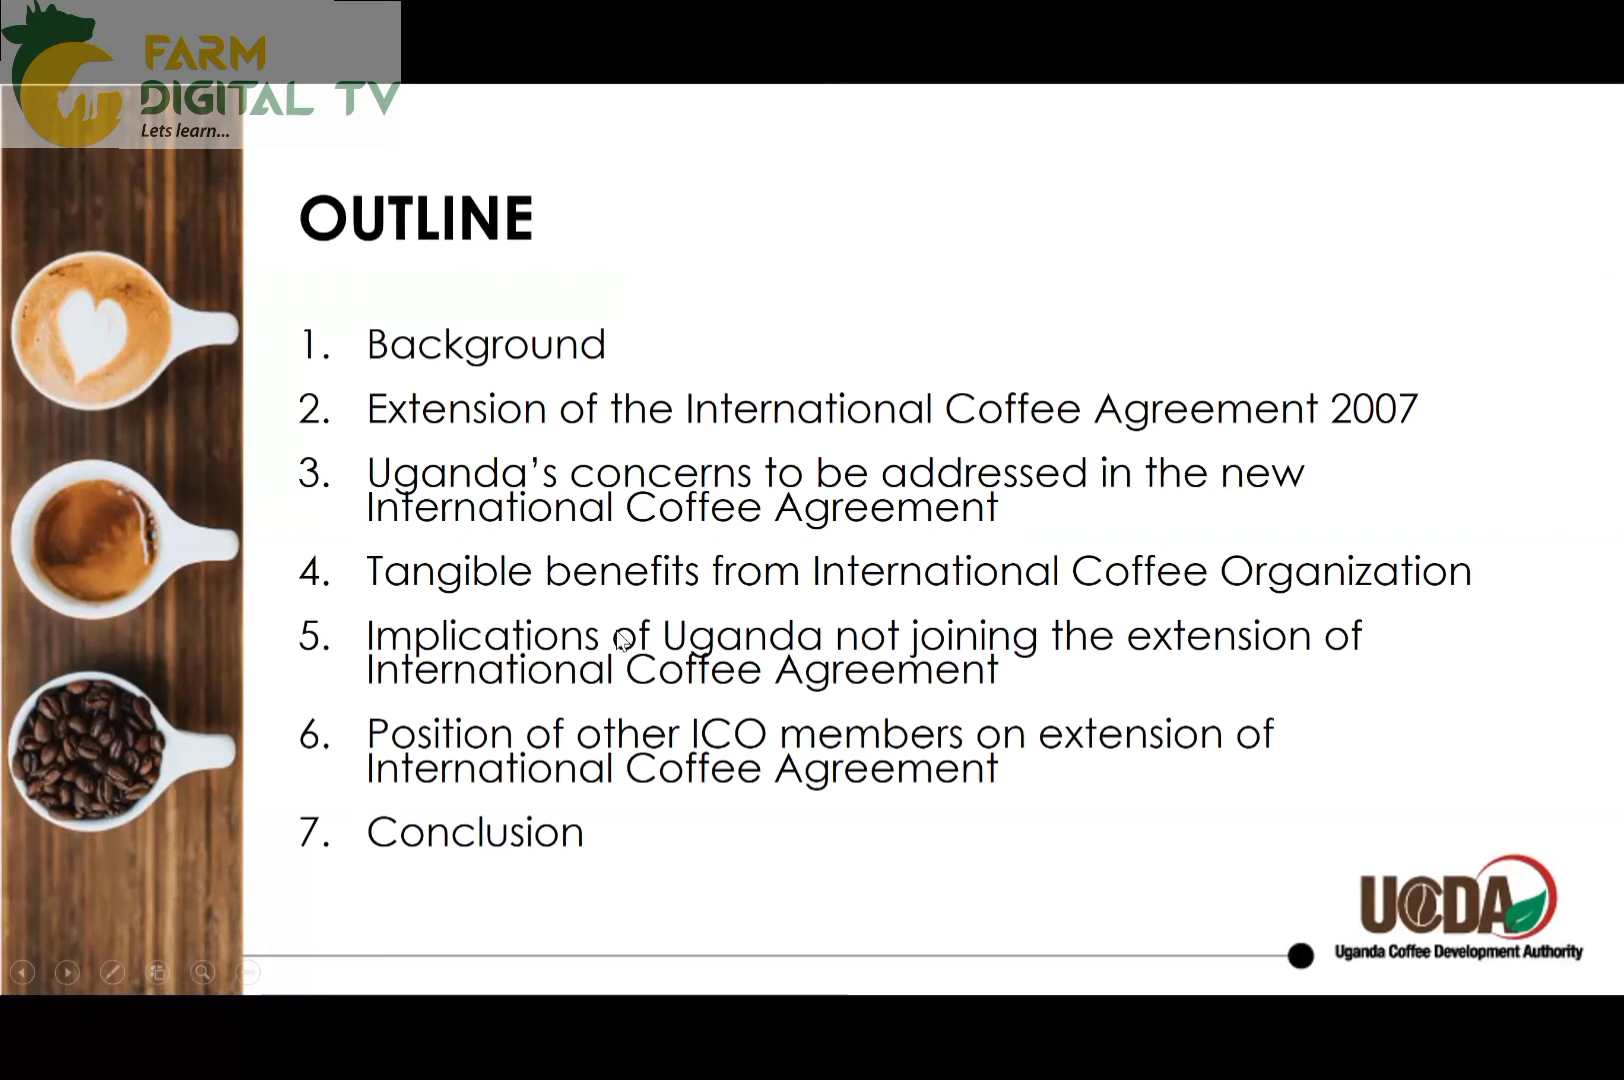 FARM
DIGITAL TV
Lets learn...
OUTLINE
1. Background
2. Extension of the International Coffee Agreement 2007
3. Uganda’s concerns to be addressed in the new
International Coffee Agreement
4. Tangible benefits from International Coffee Organization
5. Implications of Uganda not joining the extension of
International Coffee Agreement
6. Position of other ICO members on extension of
International Coffee Agreement
7. Conclusion
UCDA
Uganda Coffee Development Authority